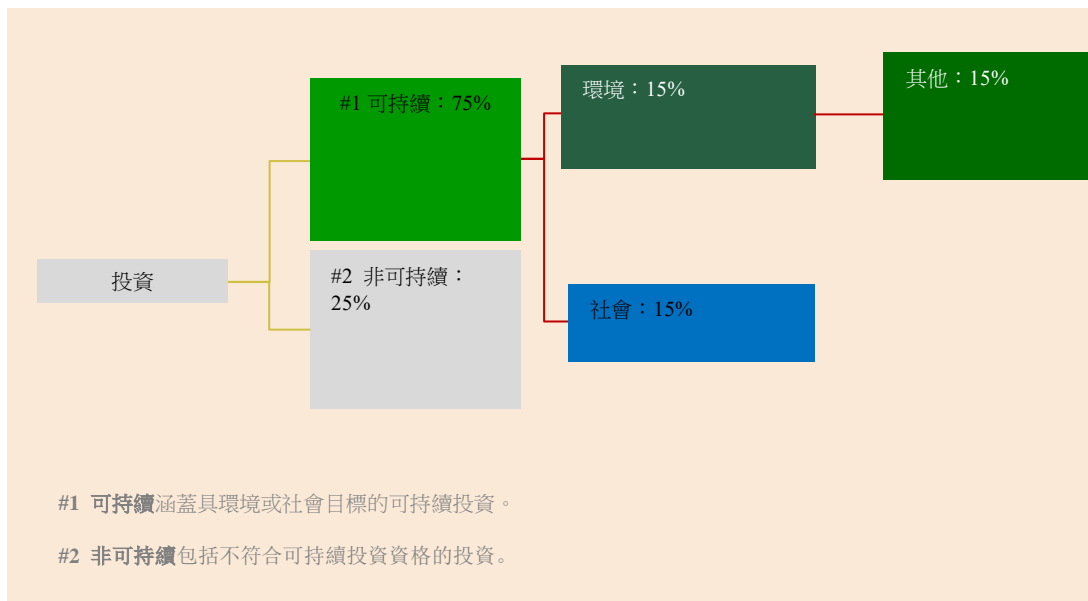 投資
#1 可持續：75%
#2 非可持續：
25%
環境：15%
社會：15%
其他：15%
#1 可持續涵蓋具環境或社會目標的可持續投資。
#2 非可持續包括不符合可持續投資資格的投資。